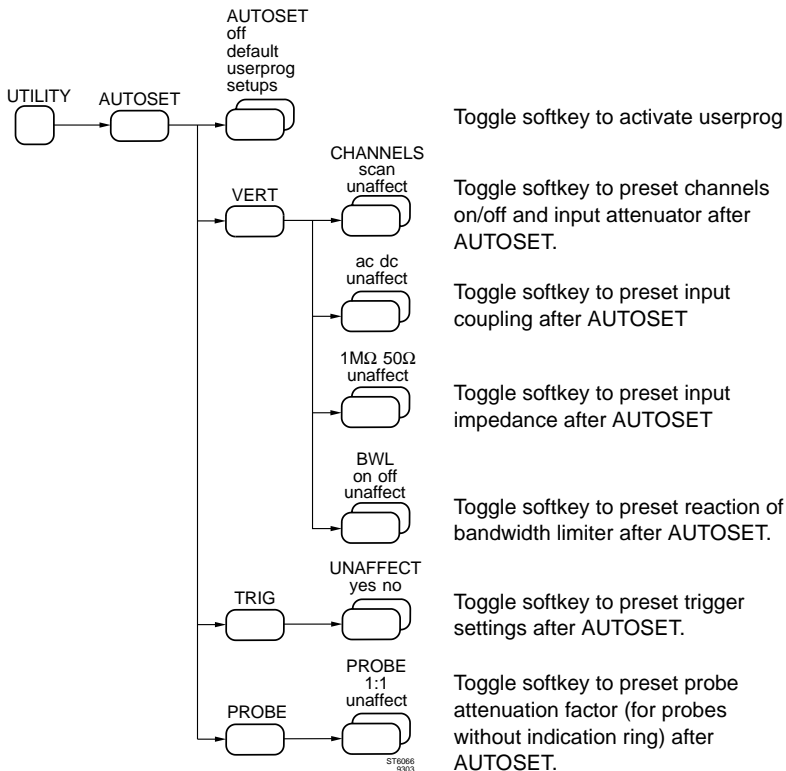 AUTOSET
off
default
userprog
setups
UTILITY
AUTOSET
Toggle softkey to activate userprog
CHANNELS
scan
unaffect
VERT
Toggle softkey to preset channels
on/off and input attenuator after
AUTOSET.
ac dc
unaffect
Toggle softkey to preset input
coupling after AUTOSET
1MΩ 50Ω
unaffect
Toggle softkey to preset input
impedance after AUTOSET
BWL
on off
unaffect
Toggle softkey to preset reaction of
bandwidth limiter after AUTOSET.
UNAFFECT
yes no
TRIG
Toggle softkey to preset trigger
settings after AUTOSET.
PROBE
1:1
unaffect
PROBE
Toggle softkey to preset probe
attenuation factor (for probes
without indication ring) after
AUTOSET.
ST6066
9303